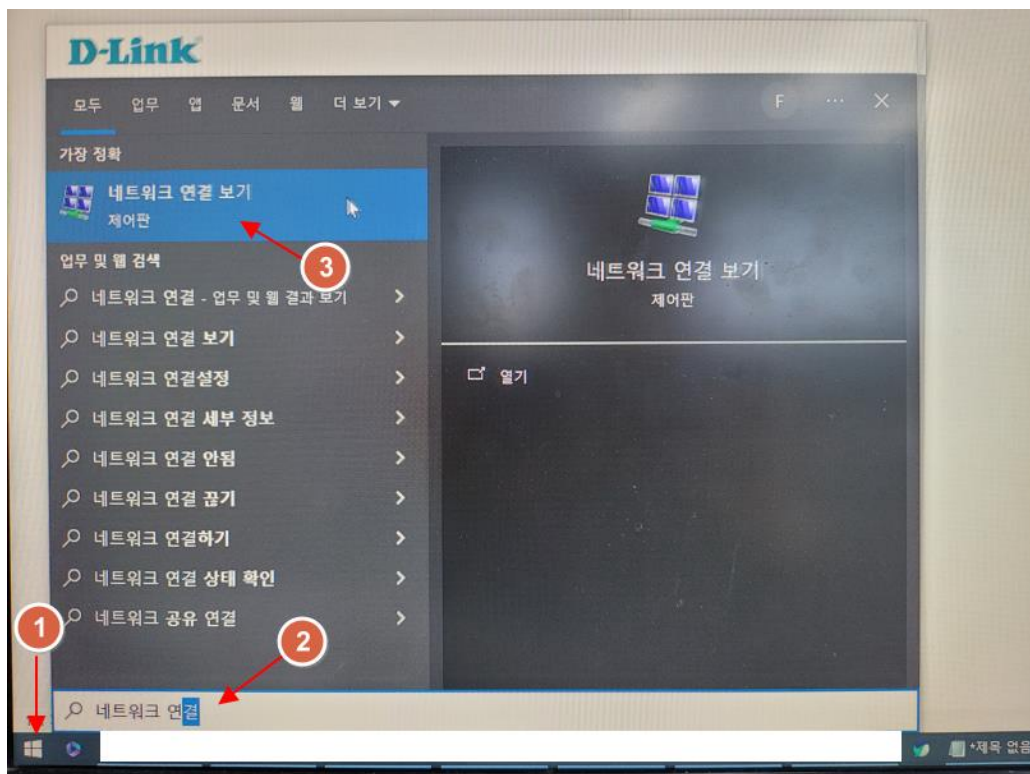 D-Link
모두 업무 앱 문서 웹 더 보기
F ...
가장 정확
네트워크 연결 보기
제어판
업무 및 웹 검색
네트워크 연결 - 업무 및 웹 결과 보기
네트워크 연결 보기
네트워크 연결설정
네트워크 연결 세부 정보
네트워크 연결 안됨
네트워크 연결 끊기
네트워크 연결하기
네트워크 연결 상태 확인
네트워크 공유 연결
네트워크 연결 보기
제어판
열기
1
2
3
네트워크 연결
*제목 없음